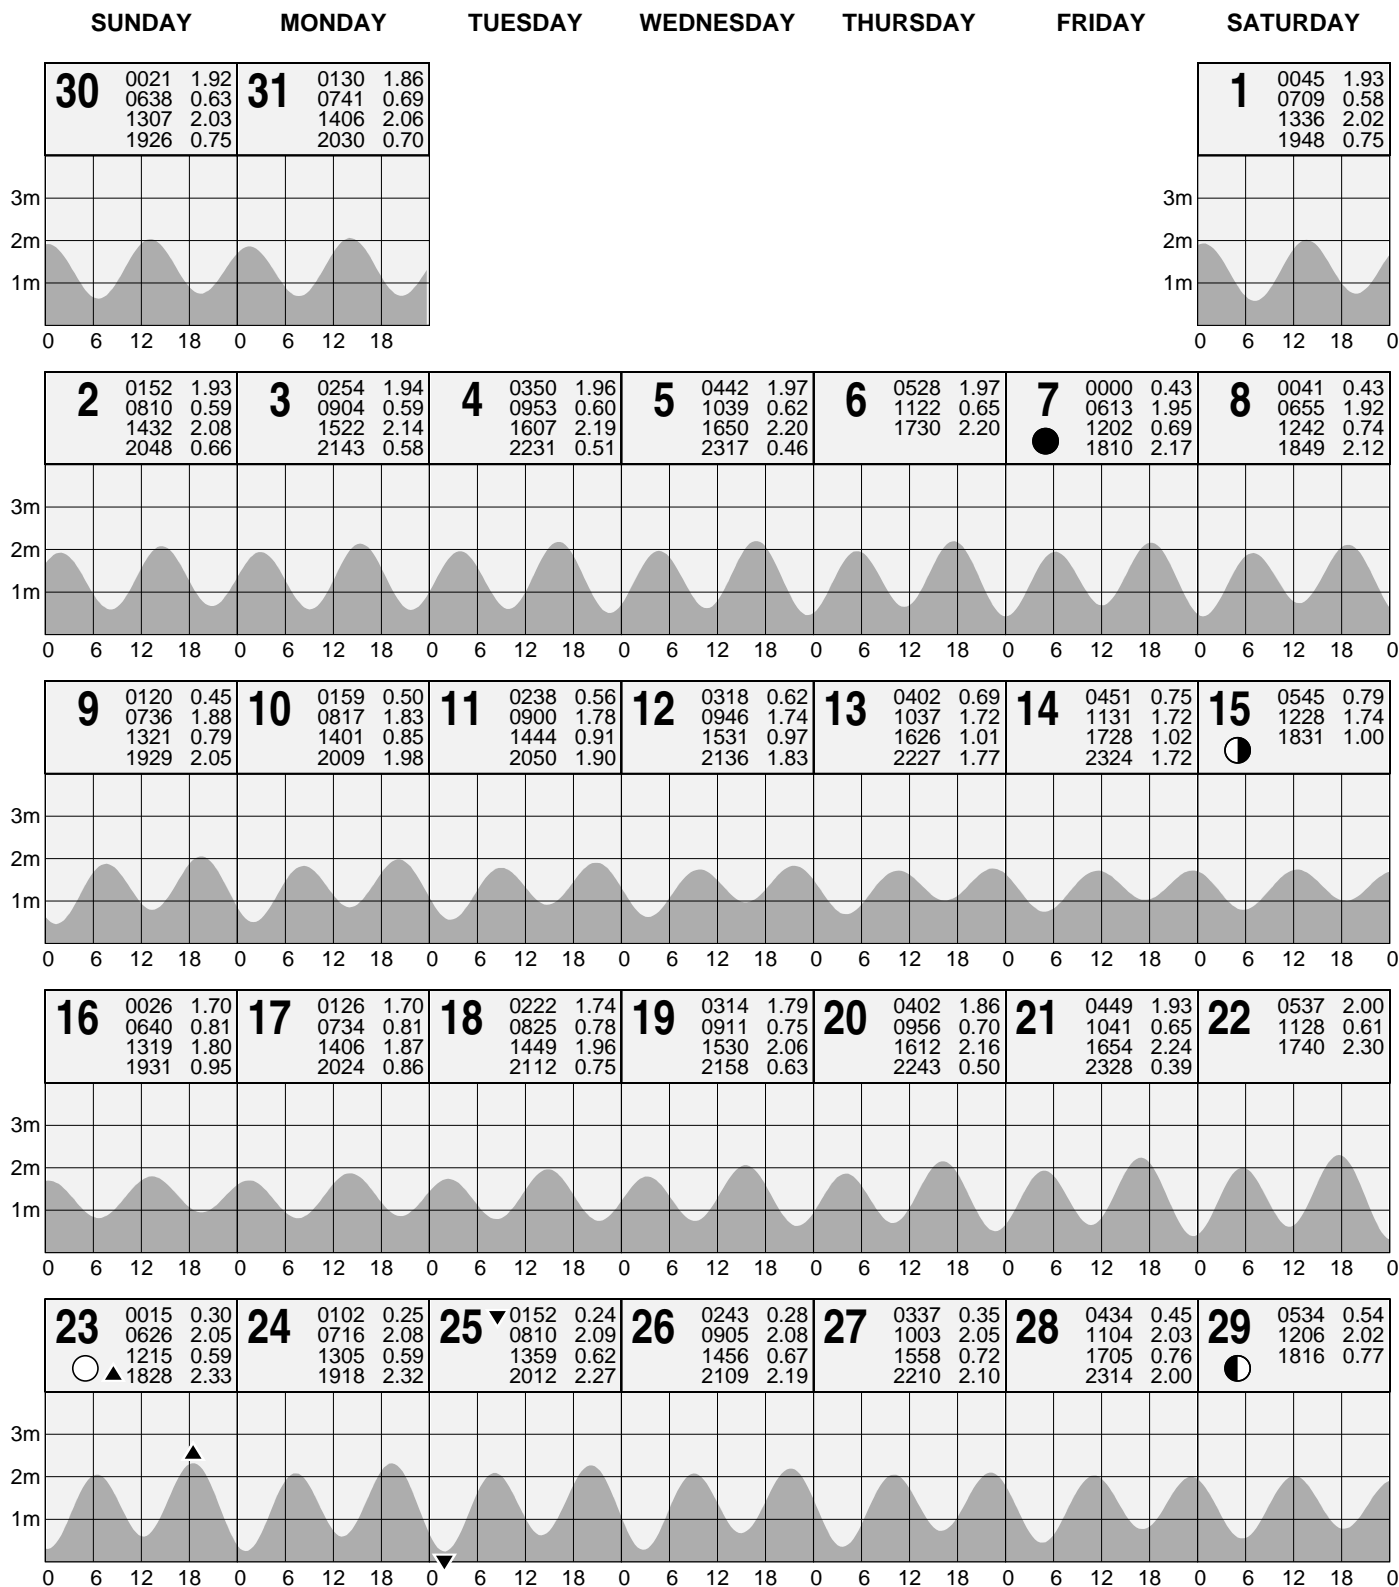 SUNDAY MONDAY TUESDAY WEDNESDAY THURSDAY FRIDAY SATURDAY
30 0021 1.92 31 0130 1.86 1 0045 1.93
0638 0.63 0741 0.69 0709 0.58
1307 2.03 1406 2.06 1336 2.02
1926 0.75 2030 0.70 1948 0.75
3m 3m
2m 2m
1m 1m
0 6 12 18 0 6 12 18 0 6 12 18 0
2 0152 1.93 3 0254 1.94 4 0350 1.96 5 0442 1.97 6 0528 1.97 7 0000 0.43 8 0041 0.43
0810 0.59 0904 0.59 0953 0.60 1039 0.62 1122 0.65 0613 1.95 0655 1.92
1432 2.08 1522 2.14 1607 2.19 1650 2.20 1730 2.20 1202 0.69 1242 0.74
2048 0.66 2143 0.58 2231 0.51 2317 0.46 1810 2.17 1849 2.12
3m
2m
1m
0 6 12 18 0 6 12 18 0 6 12 18 0 6 12 18 0 6 12 18 0 6 12 18 0 6 12 18 0
9 0120 0.45 10 0159 0.50 11 0238 0.56 12 0318 0.62 13 0402 0.69 14 0451 0.75 15 0545 0.79
0736 1.88 0817 1.83 0900 1.78 0946 1.74 1037 1.72 1131 1.72 1228 1.74
1321 0.79 1401 0.85 1444 0.91 1531 0.97 1626 1.01 1728 1.02 1831 1.00
1929 2.05 2009 1.98 2050 1.90 2136 1.83 2227 1.77 2324 1.72
3m
2m
1m
0 6 12 18 0 6 12 18 0 6 12 18 0 6 12 18 0 6 12 18 0 6 12 18 0 6 12 18 0
16 0026 1.70 17 0126 1.70 18 0222 1.74 19 0314 1.79 20 0402 1.86 21 0449 1.93 22 0537 2.00
0640 0.81 0734 0.81 0825 0.78 0911 0.75 0956 0.70 1041 0.65 1128 0.61
1319 1.80 1406 1.87 1449 1.96 1530 2.06 1612 2.16 1654 2.24 1740 2.30
1931 0.95 2024 0.86 2112 0.75 2158 0.63 2243 0.50 2328 0.39
3m
2m
1m
0 6 12 18 0 6 12 18 0 6 12 18 0 6 12 18 0 6 12 18 0 6 12 18 0 6 12 18 0
23 0015 0.30 24 0102 0.25 25 0152 0.24 26 0243 0.28 27 0337 0.35 28 0434 0.45 29 0534 0.54
0626 2.05 0716 2.08 0810 2.09 0905 2.08 1003 2.05 1104 2.03 1206 2.02
1215 0.59 1305 0.59 1359 0.62 1456 0.67 1558 0.72 1705 0.76 1816 0.77
1828 2.33 1918 2.32 2012 2.27 2109 2.19 2210 2.10 2314 2.00
3m
2m
1m
0 6 12 18 0 6 12 18 0 6 12 18 0 6 12 18 0 6 12 18 0 6 12 18 0 6 12 18 0